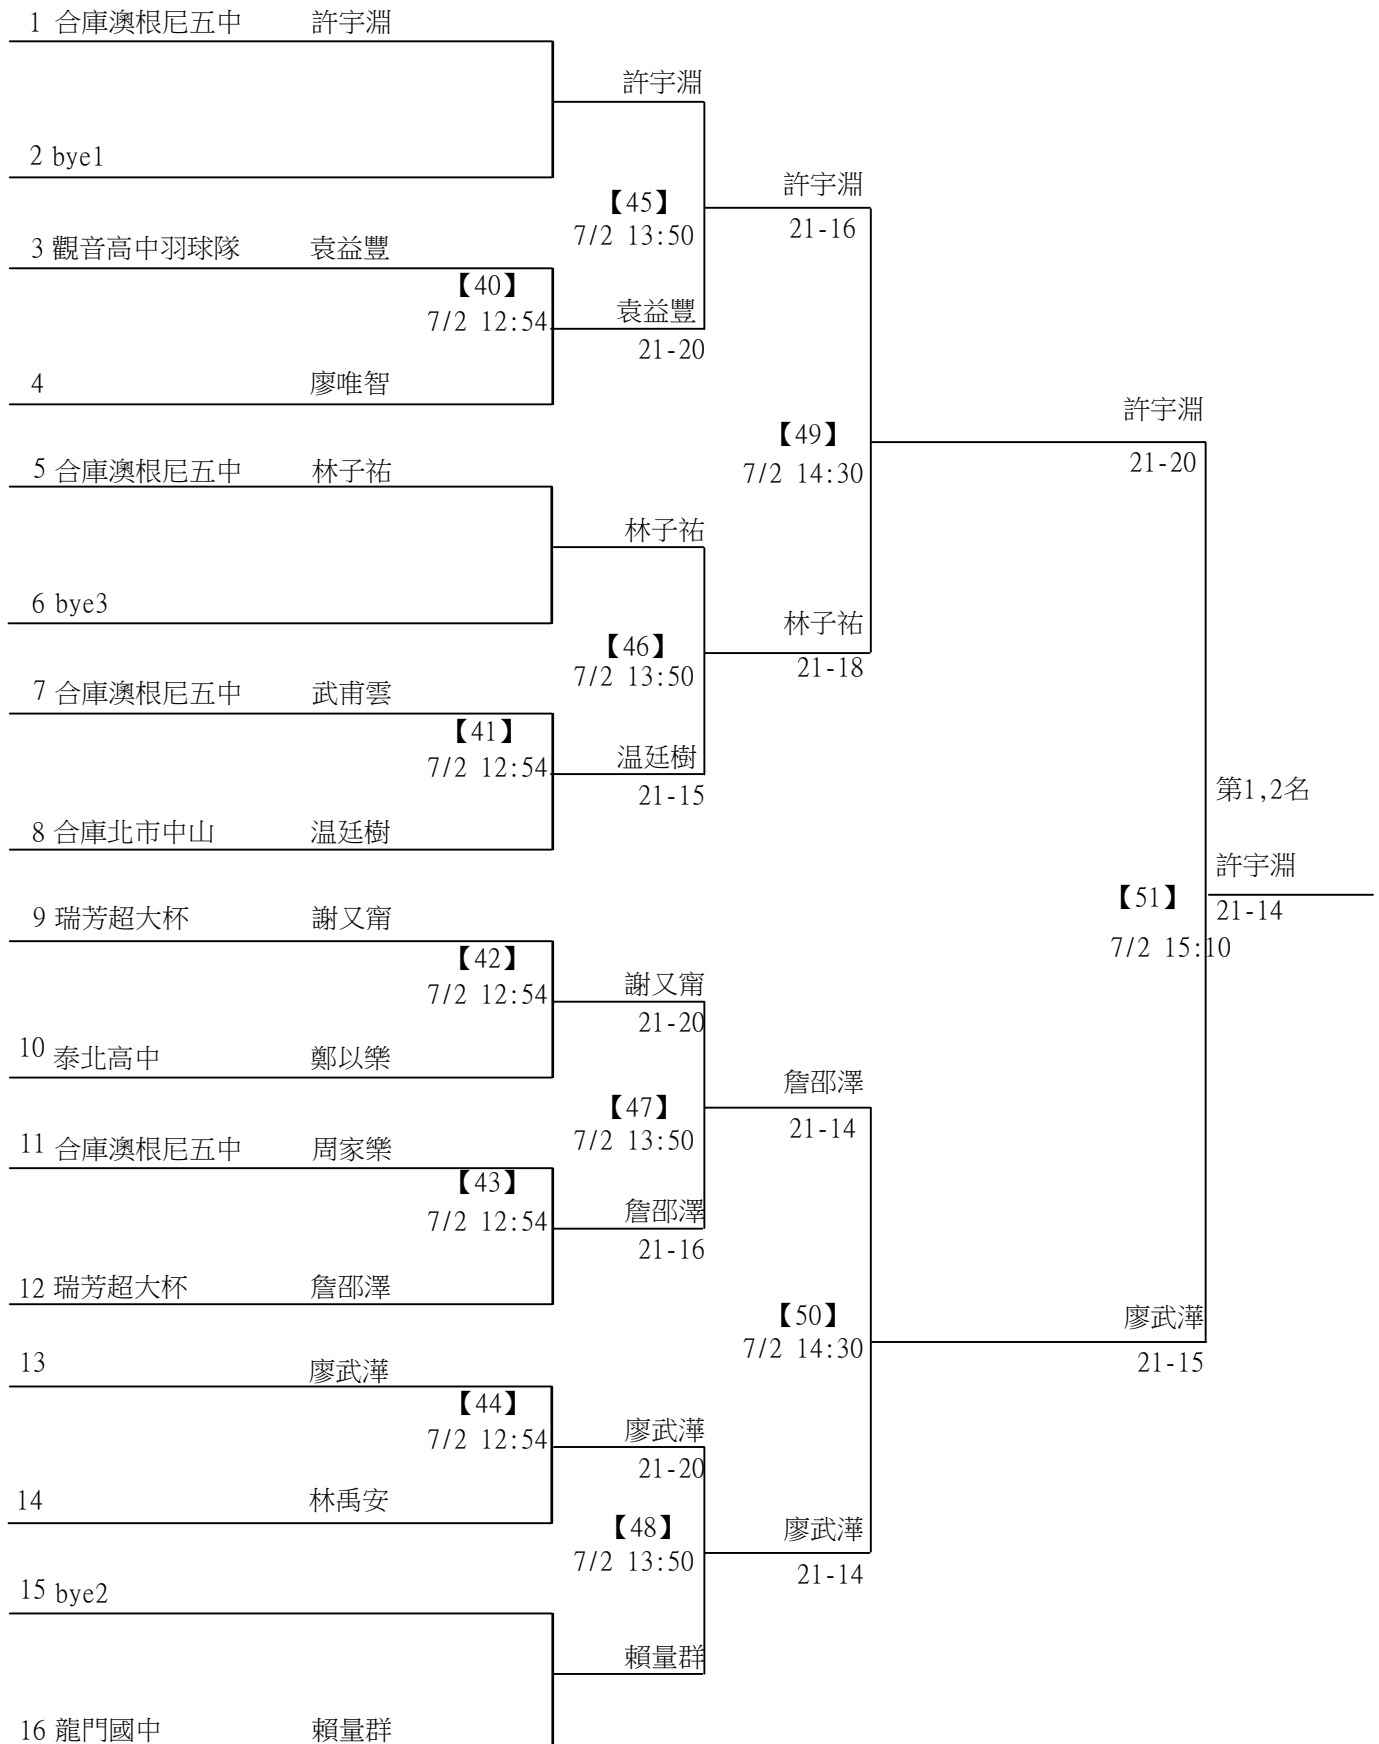 1 合庫澳根尼五中 許宇淵
許宇淵
2 bye1
許宇淵
【45】
21-16
7/2 13:50
3 觀音高中羽球隊 袁益豐
【40】
袁益豐
7/2 12:54
21-20
4 廖唯智
許宇淵
【49】
21-20
5 合庫澳根尼五中 林子祐
7/2 14:30
林子祐
6 bye3
林子祐
【46】
21-18
7/2 13:50
7 合庫澳根尼五中 武甫雲
【41】
温廷樹
7/2 12:54
21-15
第1,2名
8 合庫北市中山 温廷樹
許宇淵
【51】
21-14
7/2 15:10
9 瑞芳超大杯 謝又甯
【42】
謝又甯
7/2 12:54
21-20
10 泰北高中 鄭以樂
詹邵澤
【47】
21-14
7/2 13:50
11 合庫澳根尼五中 周家樂
【43】
詹邵澤
7/2 12:54
21-16
12 瑞芳超大杯 詹邵澤
【50】
廖武澕
7/2 14:30
21-15
13 廖武澕
【44】
廖武澕
7/2 12:54
21-20
14 林禹安
【48】
廖武澕
7/2 13:50
21-14
15 bye2
賴量群
16 龍門國中 賴量群